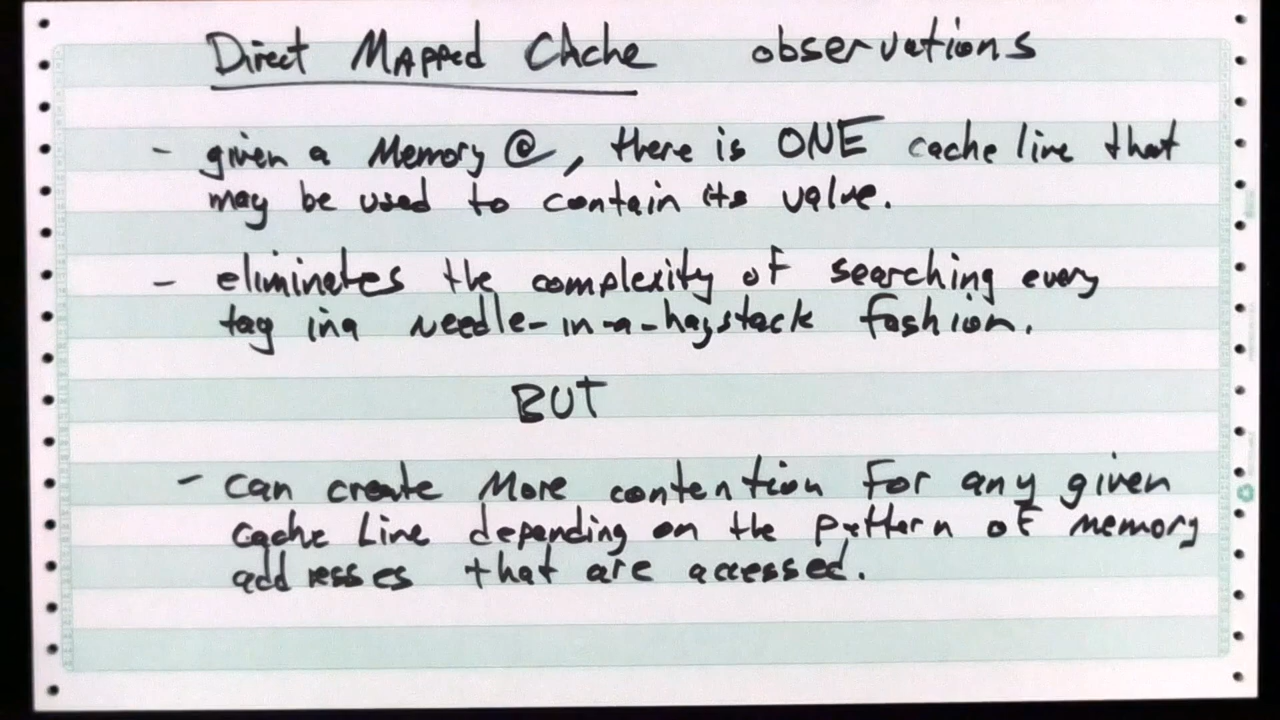 Direct Mapped Cache observations
- given a Memory @, there is ONE cache line that
may be used to contain its value.
- eliminates the complexity of searching every
tag in a needle-in-a-haystack fashion.
BUT
- can create more contention for any given
cache line depending on the pattern of memory
addresses that are accessed.